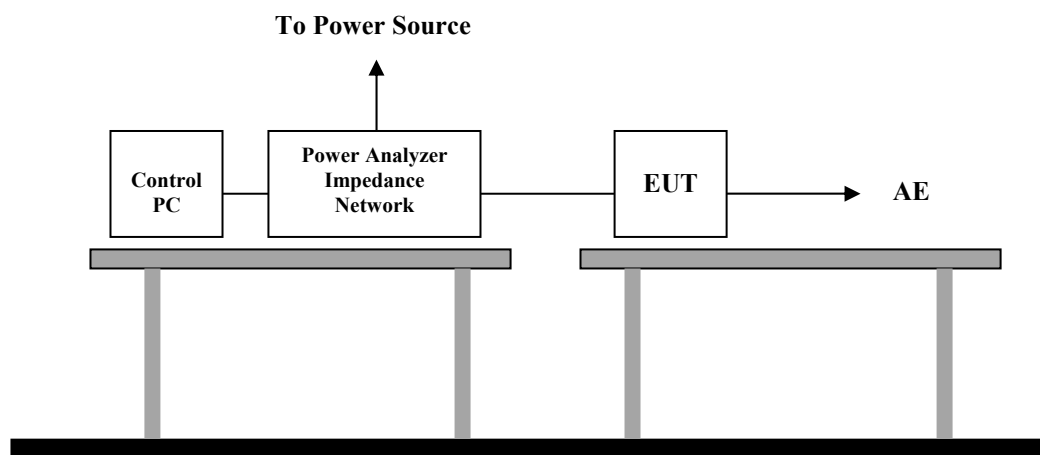 To Power Source
Control
PC
Power Analyzer
Impedance
Network
EUT
AE